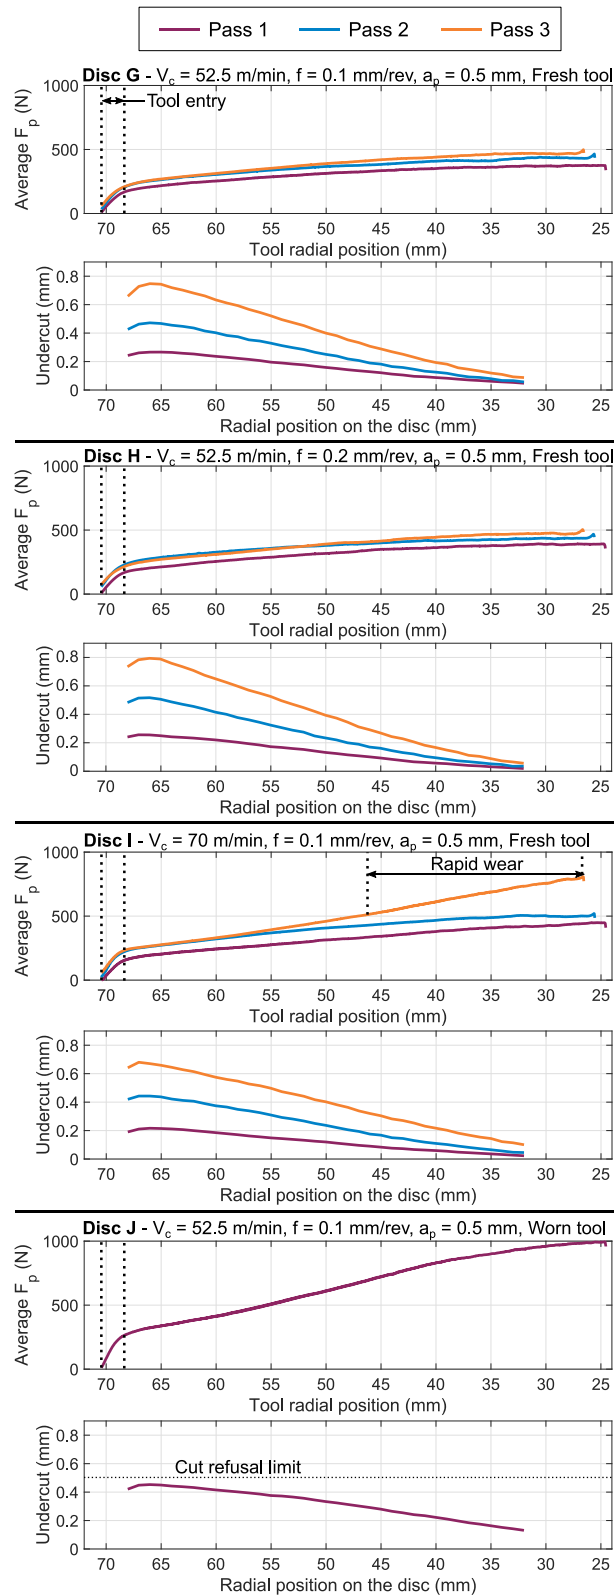 Pass 1 Pass 2 Pass 3
Disc G - V_c = 52.5 m/min, f = 0.1 mm/rev, a_p = 0.5 mm, Fresh tool
Average F_p (N)
1000
500
0
Tool entry
70 65 60 55 50 45 40 35 30 25
Tool radial position (mm)
Undercut (mm)
0.8
0.6
0.4
0.2
0
70 65 60 55 50 45 40 35 30 25
Radial position on the disc (mm)
Disc H - V_c = 52.5 m/min, f = 0.2 mm/rev, a_p = 0.5 mm, Fresh tool
Average F_p (N)
1000
500
0
70 65 60 55 50 45 40 35 30 25
Tool radial position (mm)
Undercut (mm)
0.8
0.6
0.4
0.2
0
70 65 60 55 50 45 40 35 30 25
Radial position on the disc (mm)
Disc I - V_c = 70 m/min, f = 0.1 mm/rev, a_p = 0.5 mm, Fresh tool
Average F_p (N)
1000
500
0
Rapid wear
70 65 60 55 50 45 40 35 30 25
Tool radial position (mm)
Undercut (mm)
0.8
0.6
0.4
0.2
0
70 65 60 55 50 45 40 35 30 25
Radial position on the disc (mm)
Disc J - V_c = 52.5 m/min, f = 0.1 mm/rev, a_p = 0.5 mm, Worn tool
Average F_p (N)
1000
500
0
70 65 60 55 50 45 40 35 30 25
Tool radial position (mm)
Undercut (mm)
0.8
0.6
0.4
0.2
0
Cut refusal limit
70 65 60 55 50 45 40 35 30 25
Radial position on the disc (mm)